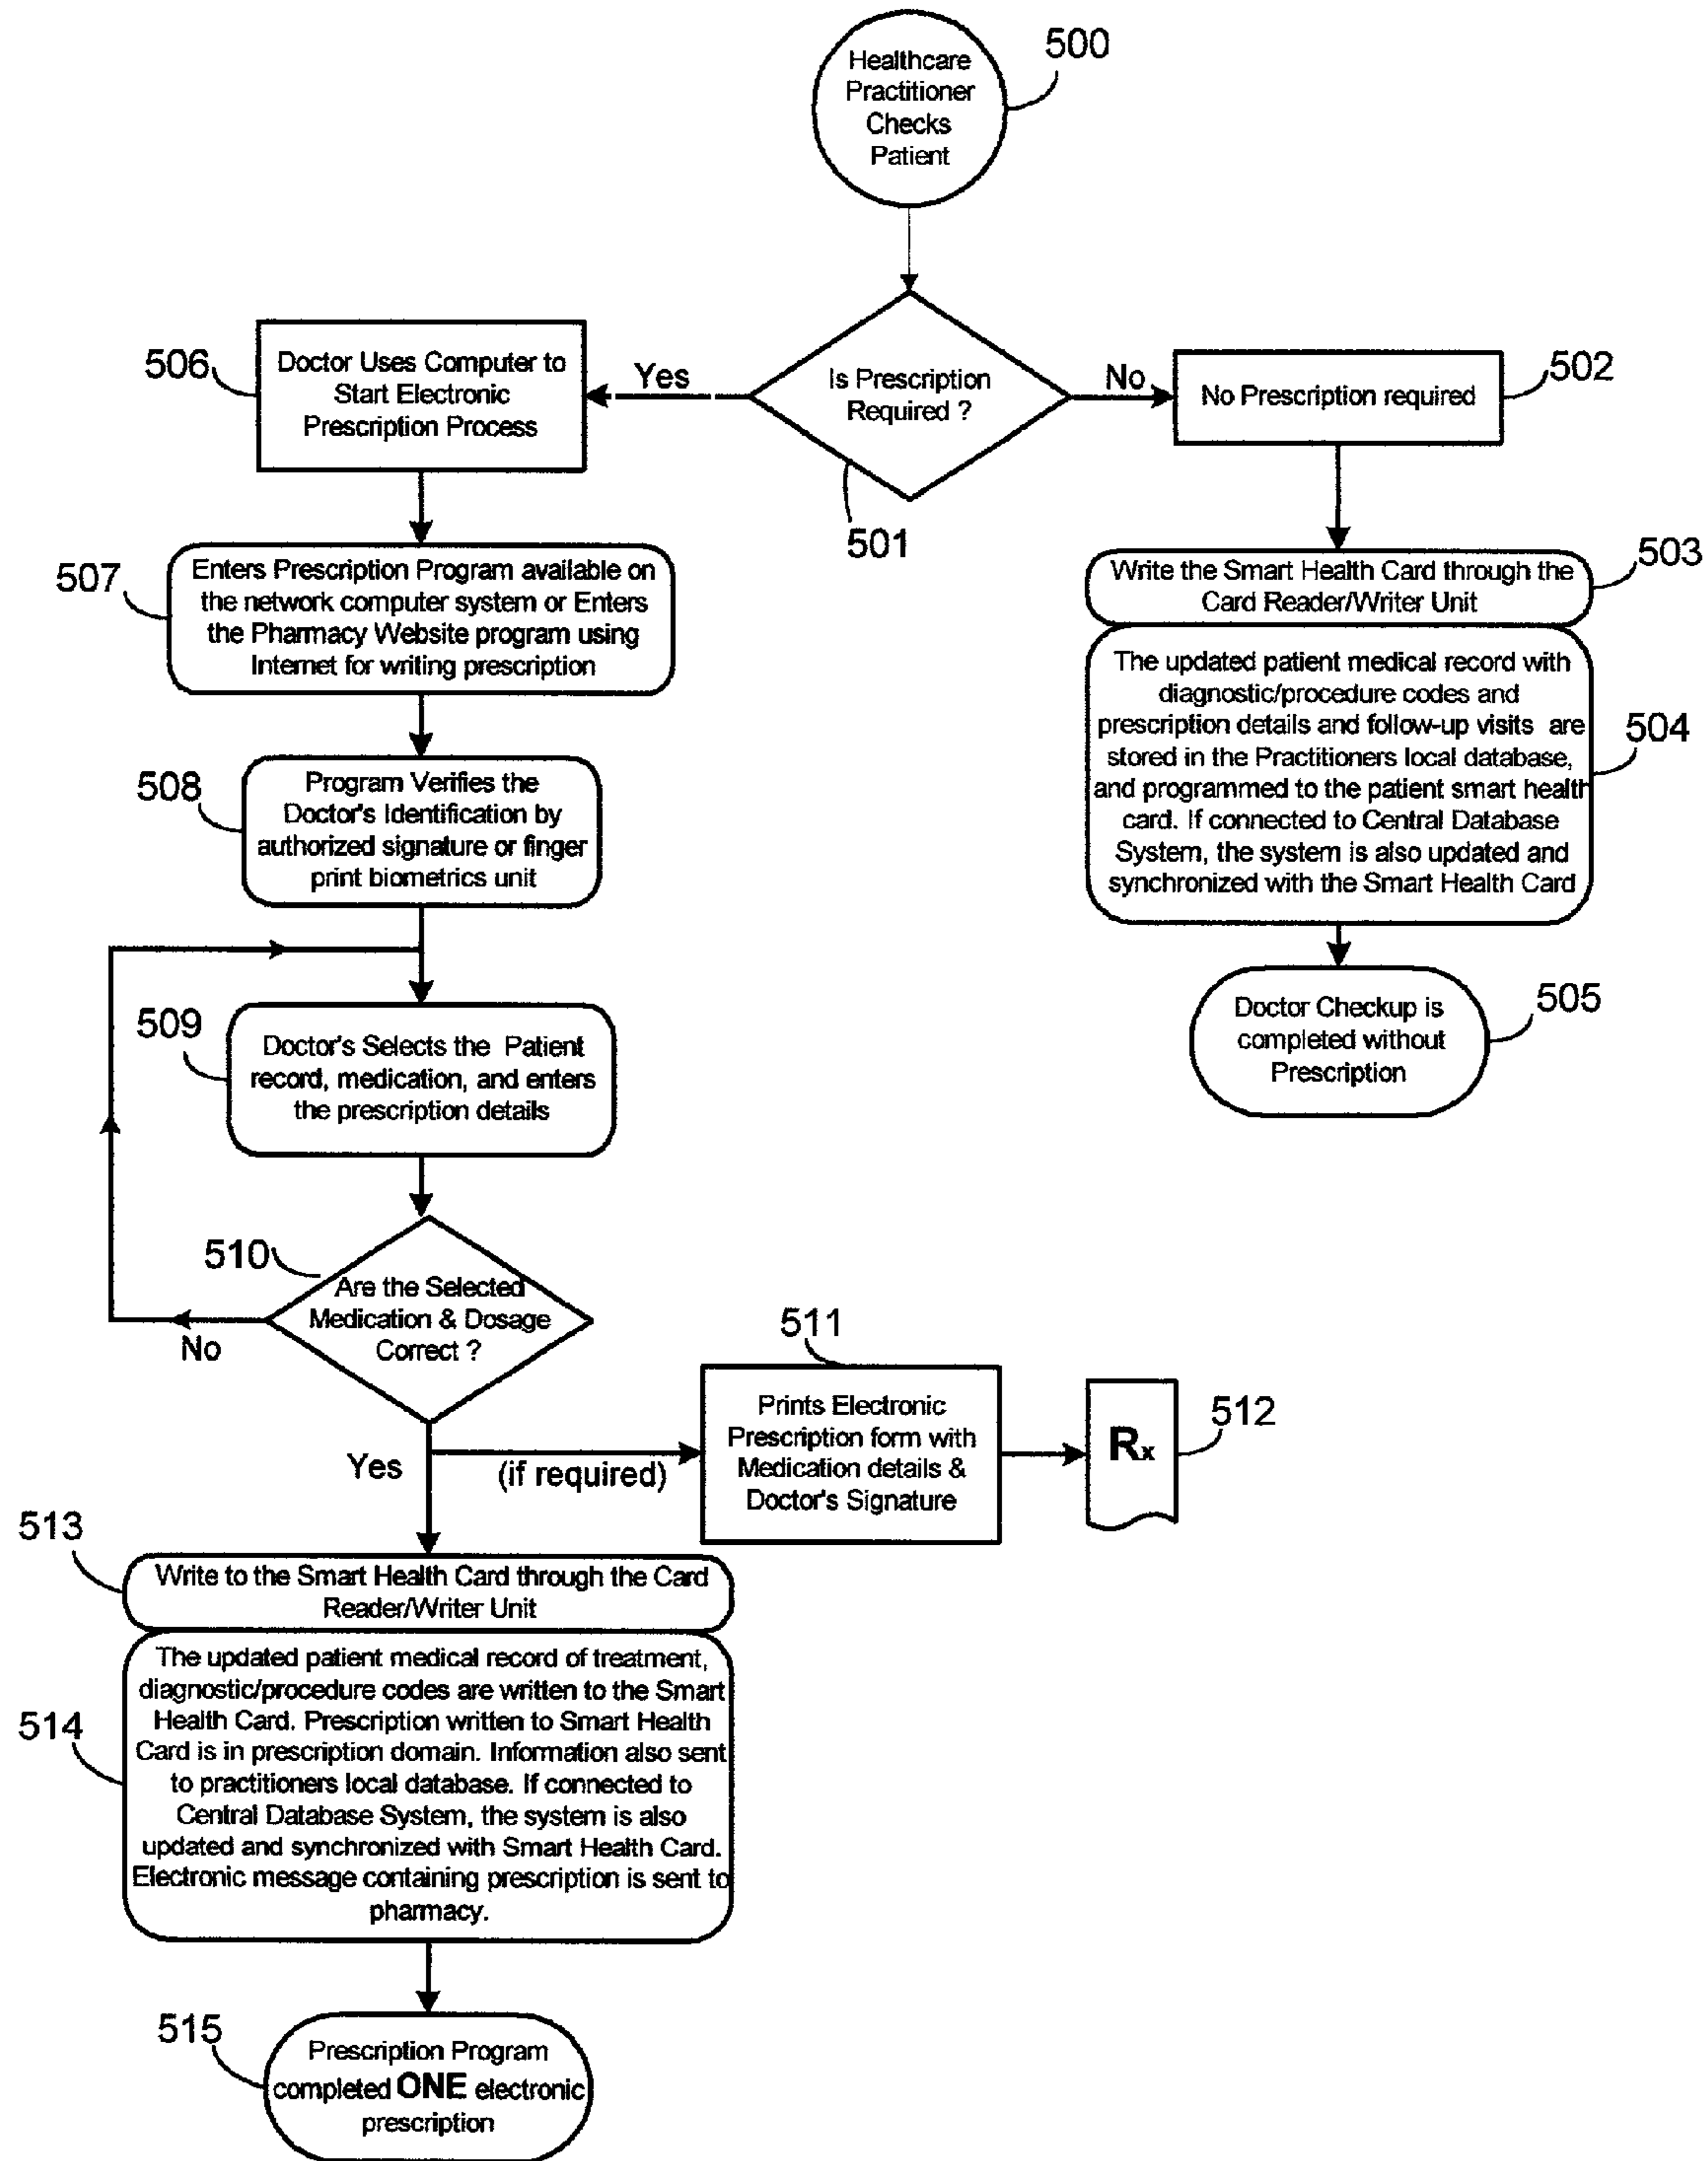 Healthcare
Practitioner
Checks
Patient
500
Is Prescription
Required ?
501
Yes
No
Doctor Uses Computer to
Start Electronic
Prescription Process
506
No Prescription required
502
Enters Prescription Program available on
the network computer system or Enters
the Pharmacy Website program using
Internet for writing prescription
507
Write the Smart Health Card through the
Card Reader/Writer Unit
503
The updated patient medical record with
diagnostic/procedure codes and
prescription details and follow-up visits are
stored in the Practitioners local database,
and programmed to the patient smart health
card. If connected to Central Database
System, the system is also updated and
synchronized with the Smart Health Card
504
Program Verifies the
Doctor's Identification by
authorized signature or finger
print biometrics unit
508
Doctor Checkup is
completed without
Prescription
505
Doctor's Selects the Patient
record, medication, and enters
the prescription details
509
Are the Selected
Medication & Dosage
Correct ?
510
No
Yes
(if required)
Prints Electronic
Prescription form with
Medication details &
Doctor's Signature
511
Rx
512
Write to the Smart Health Card through the Card
Reader/Writer Unit
513
The updated patient medical record of treatment,
diagnostic/procedure codes are written to the Smart
Health Card. Prescription written to Smart Health
Card is in prescription domain. Information also sent
to practitioners local database. If connected to
Central Database System, the system is also
updated and synchronized with Smart Health Card.
Electronic message containing prescription is sent to
pharmacy.
514
Prescription Program
completed ONE electronic
prescription
515